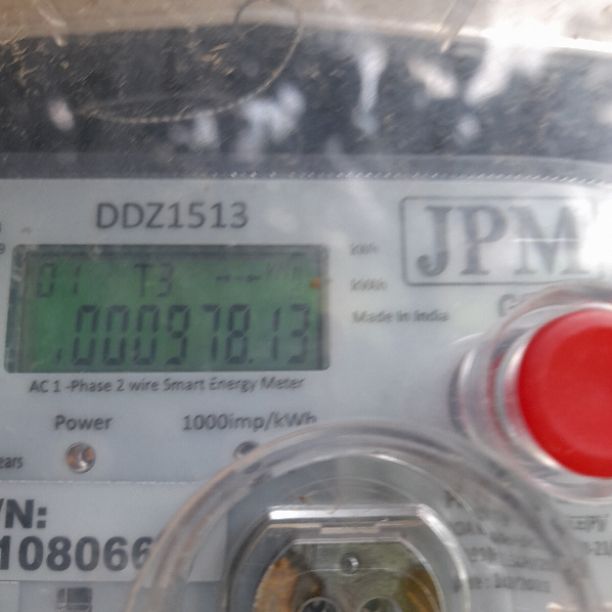 DDZ1513
JPM
01 T3
000978.13
Made In India
AC 1 -Phase 2 wire Smart Energy Meter
Power 1000imp/kWh
ears
/N:
108066